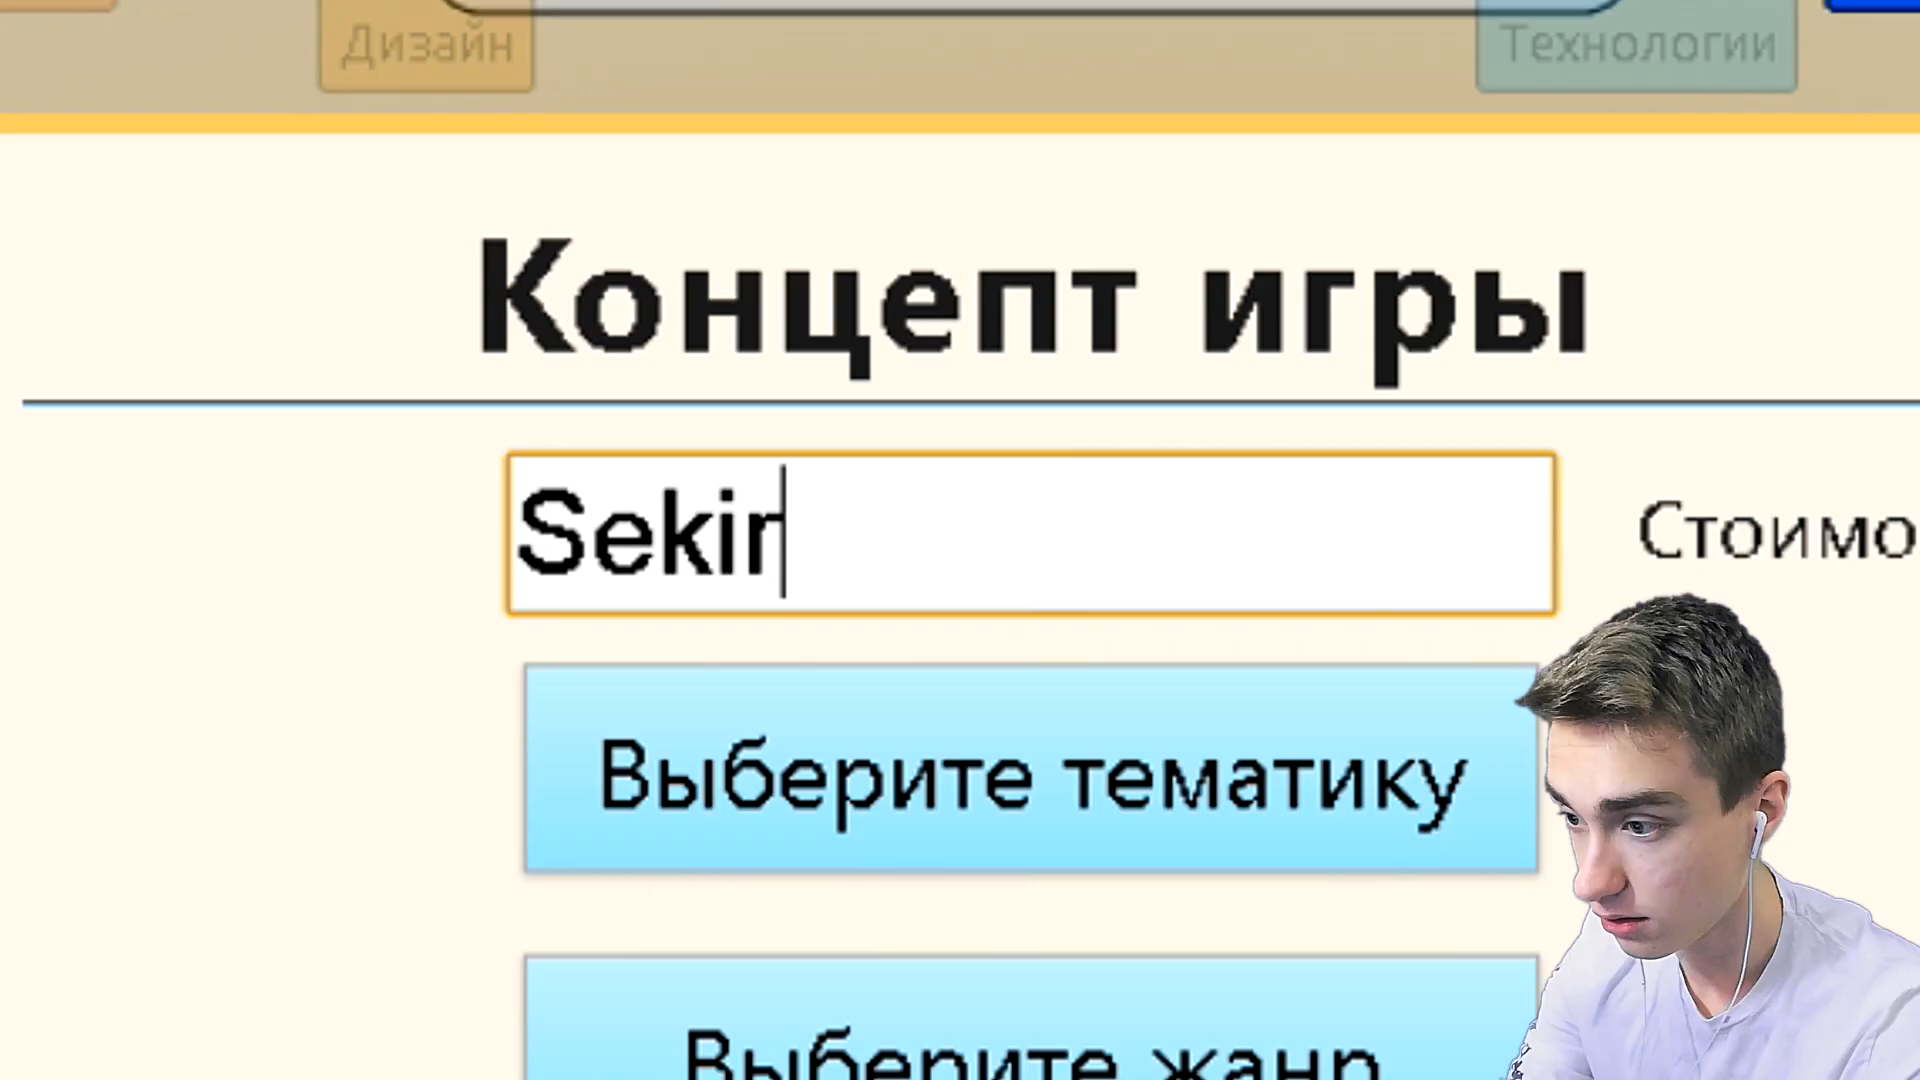 Дизайн
Технологии
Концепт игры
Sekir
Стоимо
Выберите тематику
Выберите жанр